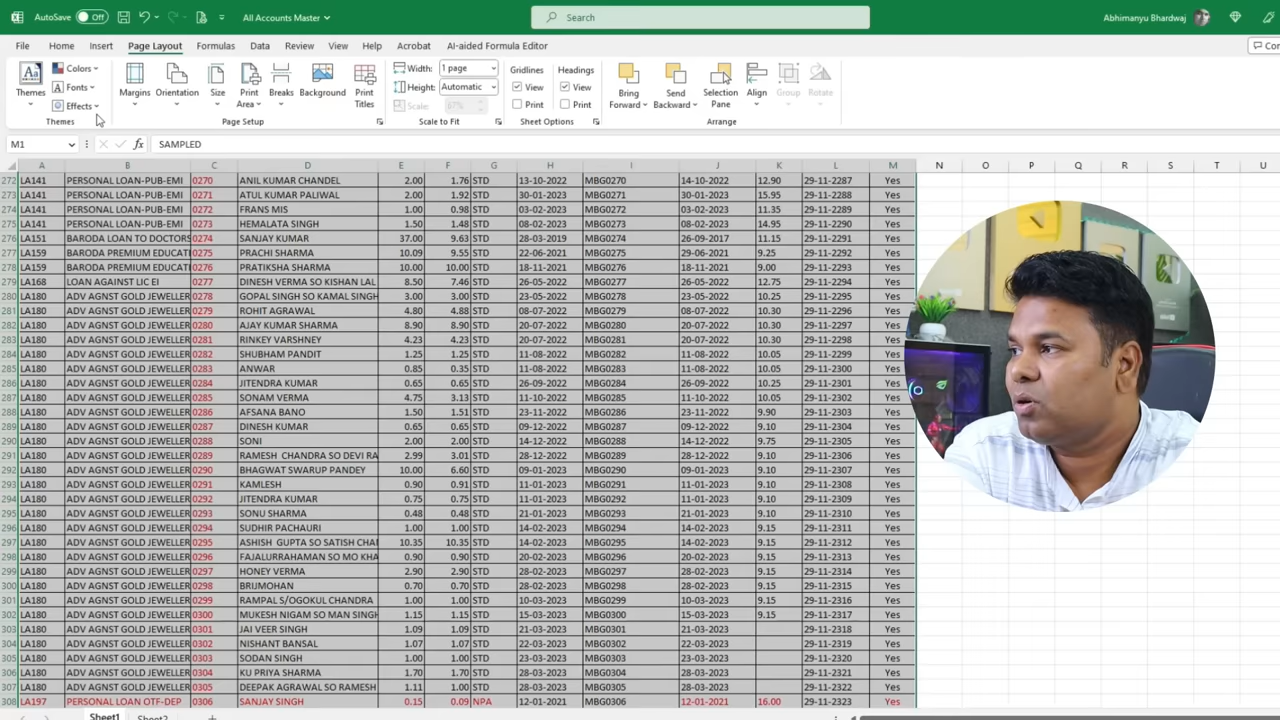 AutoSave Off All Accounts Master Search Abhimanyu Bhardwaj
File Home Insert Page Layout Formulas Data Review View Help Acrobat AI-aided Formula Editor
Themes Colors Fonts Effects Margins Orientation Size Print Area Breaks Background Print Titles Width: 1 page Height: Automatic Scale: 67% Gridlines View Print Headings View Print Bring Forward Send Backward Selection Pane Align Group Rotate
Themes Page Setup Scale to Fit Sheet Options Arrange
M1 fx SAMPLED
A B C D E F G H I J K L M N O P Q R S T U
272 LA141 PERSONAL LOAN-PUB-EMI 0270 ANIL KUMAR CHANDEL 2.00 1.76 STD 13-10-2022 MBG0270 14-10-2022 12.90 29-11-2287 Yes
273 LA141 PERSONAL LOAN-PUB-EMI 0271 ATUL KUMAR PALIWAL 2.00 1.92 STD 30-01-2023 MBG0271 30-01-2023 15.95 29-11-2288 Yes
274 LA141 PERSONAL LOAN-PUB-EMI 0272 FRANS MIS 1.00 0.98 STD 03-02-2023 MBG0272 03-02-2023 11.35 29-11-2289 Yes
275 LA141 PERSONAL LOAN-PUB-EMI 0273 HEMALATA SINGH 1.50 1.48 STD 08-02-2023 MBG0273 08-02-2023 14.95 29-11-2290 Yes
276 LA151 BARODA LOAN TO DOCTORS 0274 SANJAY KUMAR 37.00 9.63 STD 28-03-2019 MBG0274 26-09-2017 11.15 29-11-2291 Yes
277 LA159 BARODA PREMIUM EDUCATI 0275 PRACHI SHARMA 10.09 9.55 STD 22-06-2021 MBG0275 29-06-2021 9.25 29-11-2292 Yes
278 LA159 BARODA PREMIUM EDUCATI 0276 PRATIKSHA SHARMA 10.00 10.00 STD 18-11-2021 MBG0276 18-11-2021 9.00 29-11-2293 Yes
279 LA168 LOAN AGAINST LIC EI 0277 DINESH VERMA SO KISHAN LAL 8.50 7.46 STD 26-05-2022 MBG0277 26-05-2022 12.75 29-11-2294 Yes
280 LA180 ADV AGNST GOLD JEWELLER 0278 GOPAL SINGH SO KAMAL SINGH 3.00 3.00 STD 23-05-2022 MBG0278 23-05-2022 10.25 29-11-2295 Yes
281 LA180 ADV AGNST GOLD JEWELLER 0279 ROHIT AGRAWAL 4.80 4.88 STD 08-07-2022 MBG0279 08-07-2022 10.30 29-11-2296 Yes
282 LA180 ADV AGNST GOLD JEWELLER 0280 AJAY KUMAR SHARMA 8.90 8.90 STD 20-07-2022 MBG0280 20-07-2022 10.30 29-11-2297 Yes
283 LA180 ADV AGNST GOLD JEWELLER 0281 RINKEY VARSHNEY 4.23 4.23 STD 20-07-2022 MBG0281 20-07-2022 10.30 29-11-2298 Yes
284 LA180 ADV AGNST GOLD JEWELLER 0282 SHUBHAM PANDIT 1.25 1.25 STD 11-08-2022 MBG0282 11-08-2022 10.05 29-11-2299 Yes
285 LA180 ADV AGNST GOLD JEWELLER 0283 ANWAR 0.85 0.35 STD 11-08-2022 MBG0283 11-08-2022 10.05 29-11-2300 Yes
286 LA180 ADV AGNST GOLD JEWELLER 0284 JITENDRA KUMAR 0.65 0.65 STD 26-09-2022 MBG0284 26-09-2022 10.25 29-11-2301 Yes
287 LA180 ADV AGNST GOLD JEWELLER 0285 SONAM VERMA 4.75 3.13 STD 11-10-2022 MBG0285 11-10-2022 10.05 29-11-2302 Yes
288 LA180 ADV AGNST GOLD JEWELLER 0286 AFSANA BANO 1.50 1.51 STD 23-11-2022 MBG0286 23-11-2022 9.90 29-11-2303 Yes
289 LA180 ADV AGNST GOLD JEWELLER 0287 DINESH KUMAR 0.65 0.65 STD 09-12-2022 MBG0287 09-12-2022 9.10 29-11-2304 Yes
290 LA180 ADV AGNST GOLD JEWELLER 0288 SONI 2.00 2.00 STD 14-12-2022 MBG0288 14-12-2022 9.75 29-11-2305 Yes
291 LA180 ADV AGNST GOLD JEWELLER 0289 RAMESH CHANDRA SO DEVI RA 2.99 3.01 STD 28-12-2022 MBG0289 28-12-2022 9.10 29-11-2306 Yes
292 LA180 ADV AGNST GOLD JEWELLER 0290 BHAGWAT SWARUP PANDEY 10.00 6.60 STD 09-01-2023 MBG0290 09-01-2023 9.10 29-11-2307 Yes
293 LA180 ADV AGNST GOLD JEWELLER 0291 KAMLESH 0.90 0.91 STD 11-01-2023 MBG0291 11-01-2023 9.10 29-11-2308 Yes
294 LA180 ADV AGNST GOLD JEWELLER 0292 JITENDRA KUMAR 0.75 0.75 STD 11-01-2023 MBG0292 11-01-2023 9.10 29-11-2309 Yes
295 LA180 ADV AGNST GOLD JEWELLER 0293 SONU SHARMA 0.48 0.48 STD 21-01-2023 MBG0293 21-01-2023 9.10 29-11-2310 Yes
296 LA180 ADV AGNST GOLD JEWELLER 0294 SUDHIR PACHAURI 1.00 1.00 STD 14-02-2023 MBG0294 14-02-2023 9.15 29-11-2311 Yes
297 LA180 ADV AGNST GOLD JEWELLER 0295 ASHISH GUPTA SO SATISH CHAN 10.35 10.35 STD 14-02-2023 MBG0295 14-02-2023 9.15 29-11-2312 Yes
298 LA180 ADV AGNST GOLD JEWELLER 0296 FAJALURRAHAMAN SO MO KHA 0.90 0.90 STD 20-02-2023 MBG0296 20-02-2023 9.15 29-11-2313 Yes
299 LA180 ADV AGNST GOLD JEWELLER 0297 HONEY VERMA 2.90 2.90 STD 28-02-2023 MBG0297 28-02-2023 9.15 29-11-2314 Yes
300 LA180 ADV AGNST GOLD JEWELLER 0298 BRIJMOHAN 0.70 0.70 STD 28-02-2023 MBG0298 28-02-2023 9.15 29-11-2315 Yes
301 LA180 ADV AGNST GOLD JEWELLER 0299 RAMPAL S/OGOKUL CHANDRA 1.00 1.00 STD 10-03-2023 MBG0299 10-03-2023 9.15 29-11-2316 Yes
302 LA180 ADV AGNST GOLD JEWELLER 0300 MUKESH NIGAM SO MAN SINGH 1.15 1.15 STD 15-03-2023 MBG0300 15-03-2023 9.15 29-11-2317 Yes
303 LA180 ADV AGNST GOLD JEWELLER 0301 JAI VEER SINGH 1.09 1.09 STD 21-03-2023 MBG0301 21-03-2023 29-11-2318 Yes
304 LA180 ADV AGNST GOLD JEWELLER 0302 NISHANT BANSAL 1.07 1.07 STD 22-03-2023 MBG0302 22-03-2023 29-11-2319 Yes
305 LA180 ADV AGNST GOLD JEWELLER 0303 SODAN SINGH 1.00 1.00 STD 23-03-2023 MBG0303 23-03-2023 29-11-2320 Yes
306 LA180 ADV AGNST GOLD JEWELLER 0304 KU PRIYA SHARMA 1.70 1.70 STD 28-03-2023 MBG0304 28-03-2023 29-11-2321 Yes
307 LA180 ADV AGNST GOLD JEWELLER 0305 DEEPAK AGRAWAL SO RAMESH 1.11 1.00 STD 28-03-2023 MBG0305 28-03-2023 29-11-2322 Yes
308 LA197 PERSONAL LOAN OTF-DEP 0306 SANJAY SINGH 0.15 0.09 NPA 12-01-2021 MBG0306 12-01-2021 16.00 29-11-2323 Yes
Sheet1 Sheet2